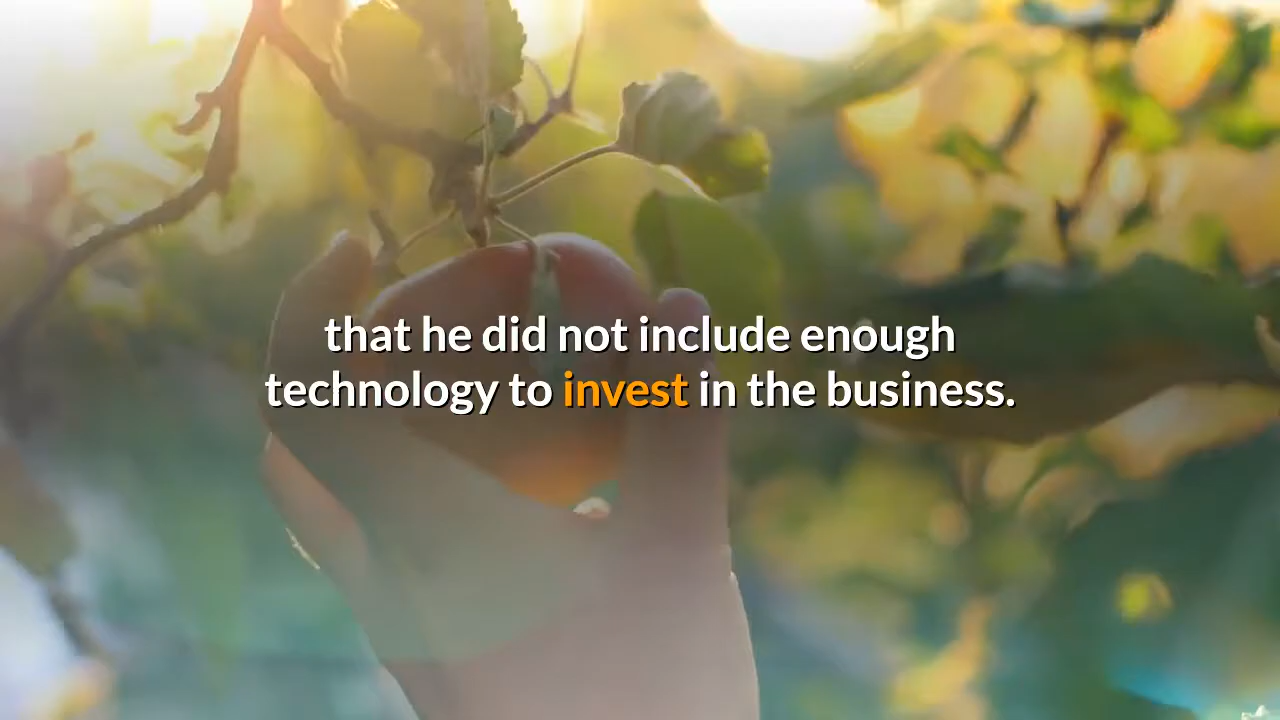 that he did not include enough
technology to invest in the business.